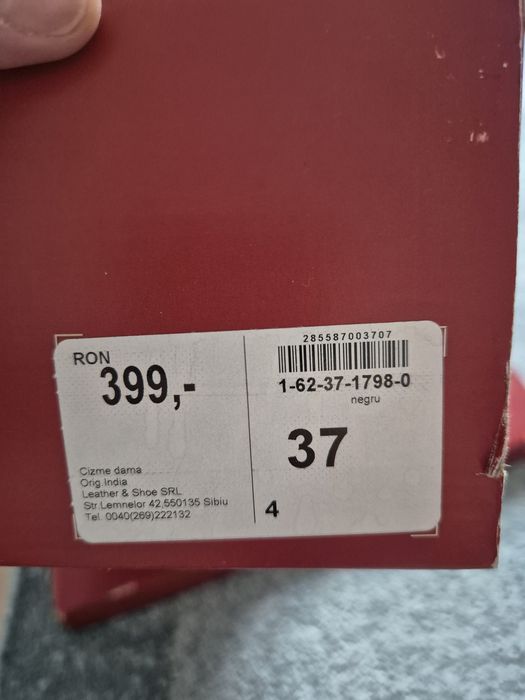 RON
399,-
Cizme dama
Orig.India
Leather & Shoe SRL
Str.Lemnelor 42,550135 Sibiu
Tel. 0040(269)222132
285587003707
1-62-37-1798-0
negru
37
4